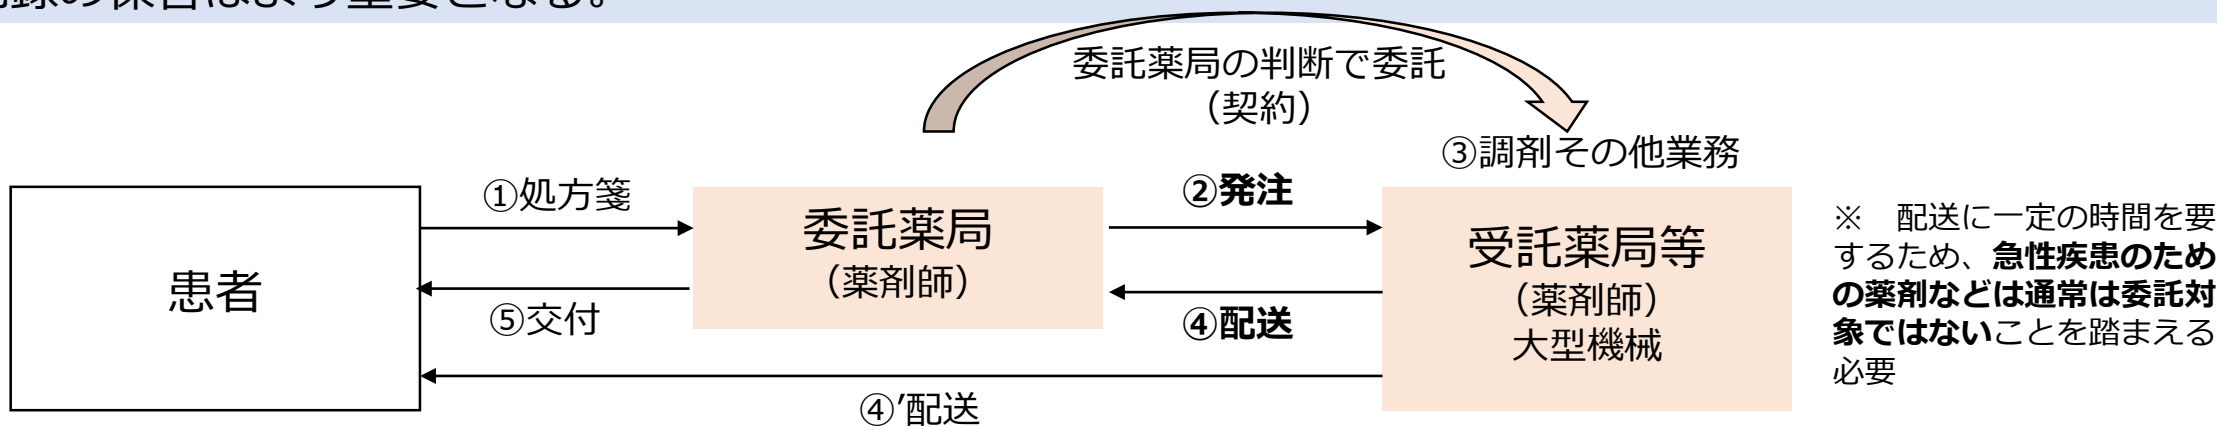 録の保管はより重要となる。
委託薬局の判断で委託
（契約）
③調剤その他業務
①処方箋
②発注
委託薬局
（薬剤師）
受託薬局等
（薬剤師）
大型機械
患者
⑤交付
④配送
④’配送
※　配送に一定の時間を要
するため、急性疾患のため
の薬剤などは通常は委託対
象ではないことを踏まえる
必要